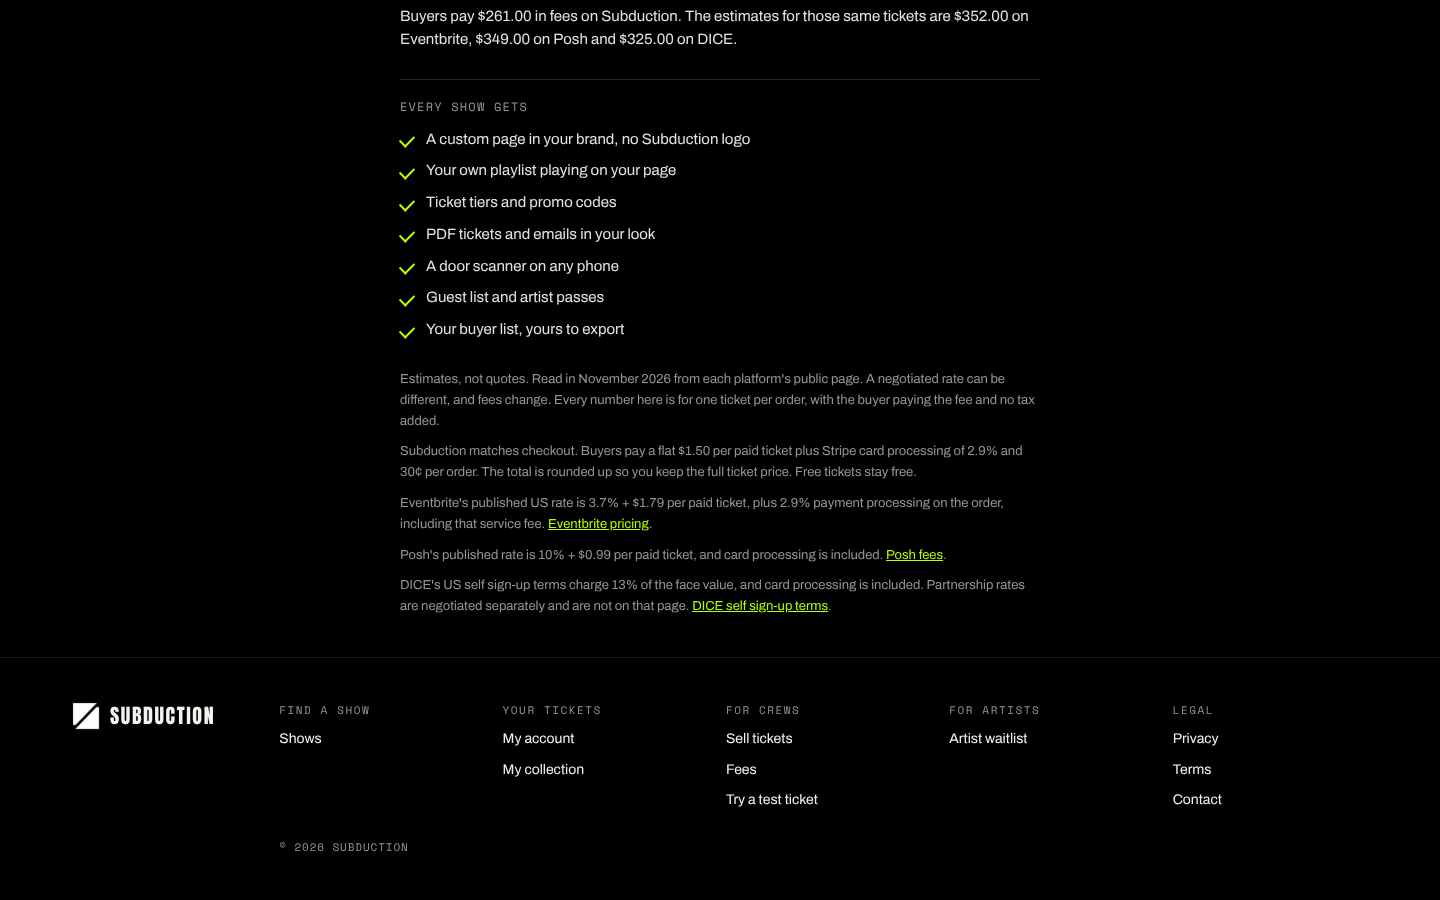 Buyers pay $261.00 in fees on Subduction. The estimates for those same tickets are $352.00 on
Eventbrite, $349.00 on Posh and $325.00 on DICE.
EVERY SHOW GETS
A custom page in your brand, no Subduction logo
Your own playlist playing on your page
Ticket tiers and promo codes
PDF tickets and emails in your look
A door scanner on any phone
Guest list and artist passes
Your buyer list, yours to export
Estimates, not quotes. Read in November 2026 from each platform's public page. A negotiated rate can be
different, and fees change. Every number here is for one ticket per order, with the buyer paying the fee and no tax
added.
Subduction matches checkout. Buyers pay a flat $1.50 per paid ticket plus Stripe card processing of 2.9% and
30¢ per order. The total is rounded up so you keep the full ticket price. Free tickets stay free.
Eventbrite's published US rate is 3.7% + $1.79 per paid ticket, plus 2.9% payment processing on the order,
including that service fee. Eventbrite pricing.
Posh's published rate is 10% + $0.99 per paid ticket, and card processing is included. Posh fees.
DICE's US self sign-up terms charge 13% of the face value, and card processing is included. Partnership rates
are negotiated separately and are not on that page. DICE self sign-up terms.
SUBDUCTION
FIND A SHOW
Shows
YOUR TICKETS
My account
My collection
FOR CREWS
Sell tickets
Fees
Try a test ticket
FOR ARTISTS
Artist waitlist
LEGAL
Privacy
Terms
Contact
© 2026 SUBDUCTION